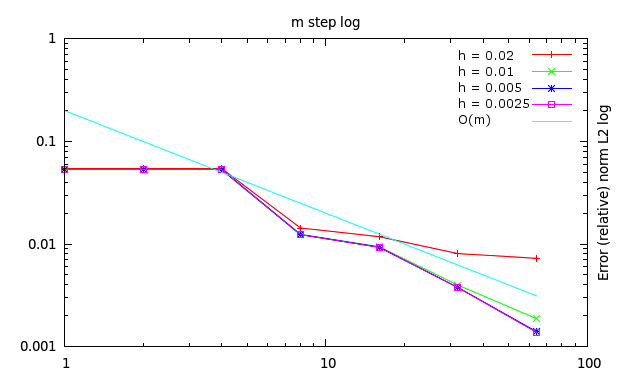 m step log
1
h = 0.02
h = 0.01
h = 0.005
h = 0.0025
O(m)
0.1
0.01
0.001
1
10
100
Error (relative) norm L2 log